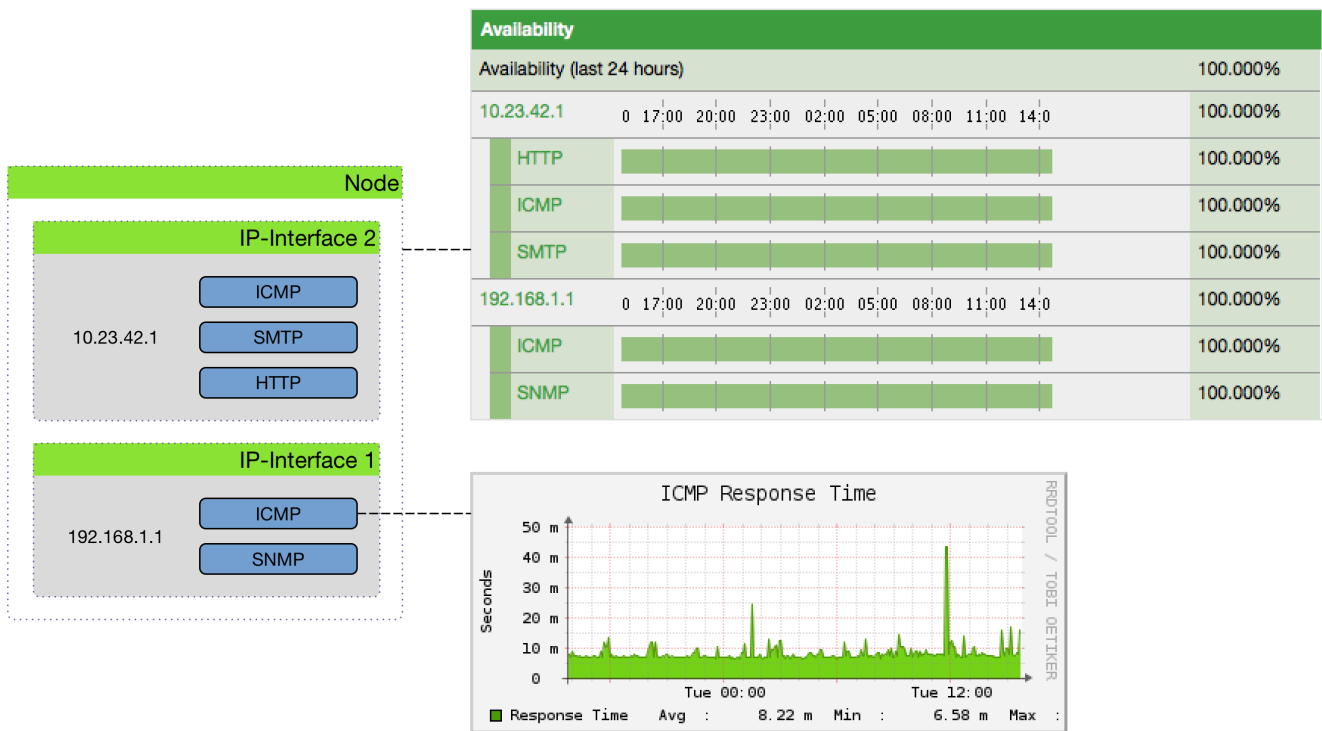 Node
IP-Interface 2
10.23.42.1
ICMP
SMTP
HTTP
IP-Interface 1
192.168.1.1
ICMP
SNMP
Availability
Availability (last 24 hours) 100.000%
10.23.42.1 0 17:00 20:00 23:00 02:00 05:00 08:00 11:00 14:0 100.000%
HTTP 100.000%
ICMP 100.000%
SMTP 100.000%
192.168.1.1 0 17:00 20:00 23:00 02:00 05:00 08:00 11:00 14:0 100.000%
ICMP 100.000%
SNMP 100.000%
ICMP Response Time
Seconds
50 m
40 m
30 m
20 m
10 m
0
Tue 00:00 Tue 12:00
Response Time Avg : 8.22 m Min : 6.58 m Max :
RRDTOOL / TOBI OETIKER